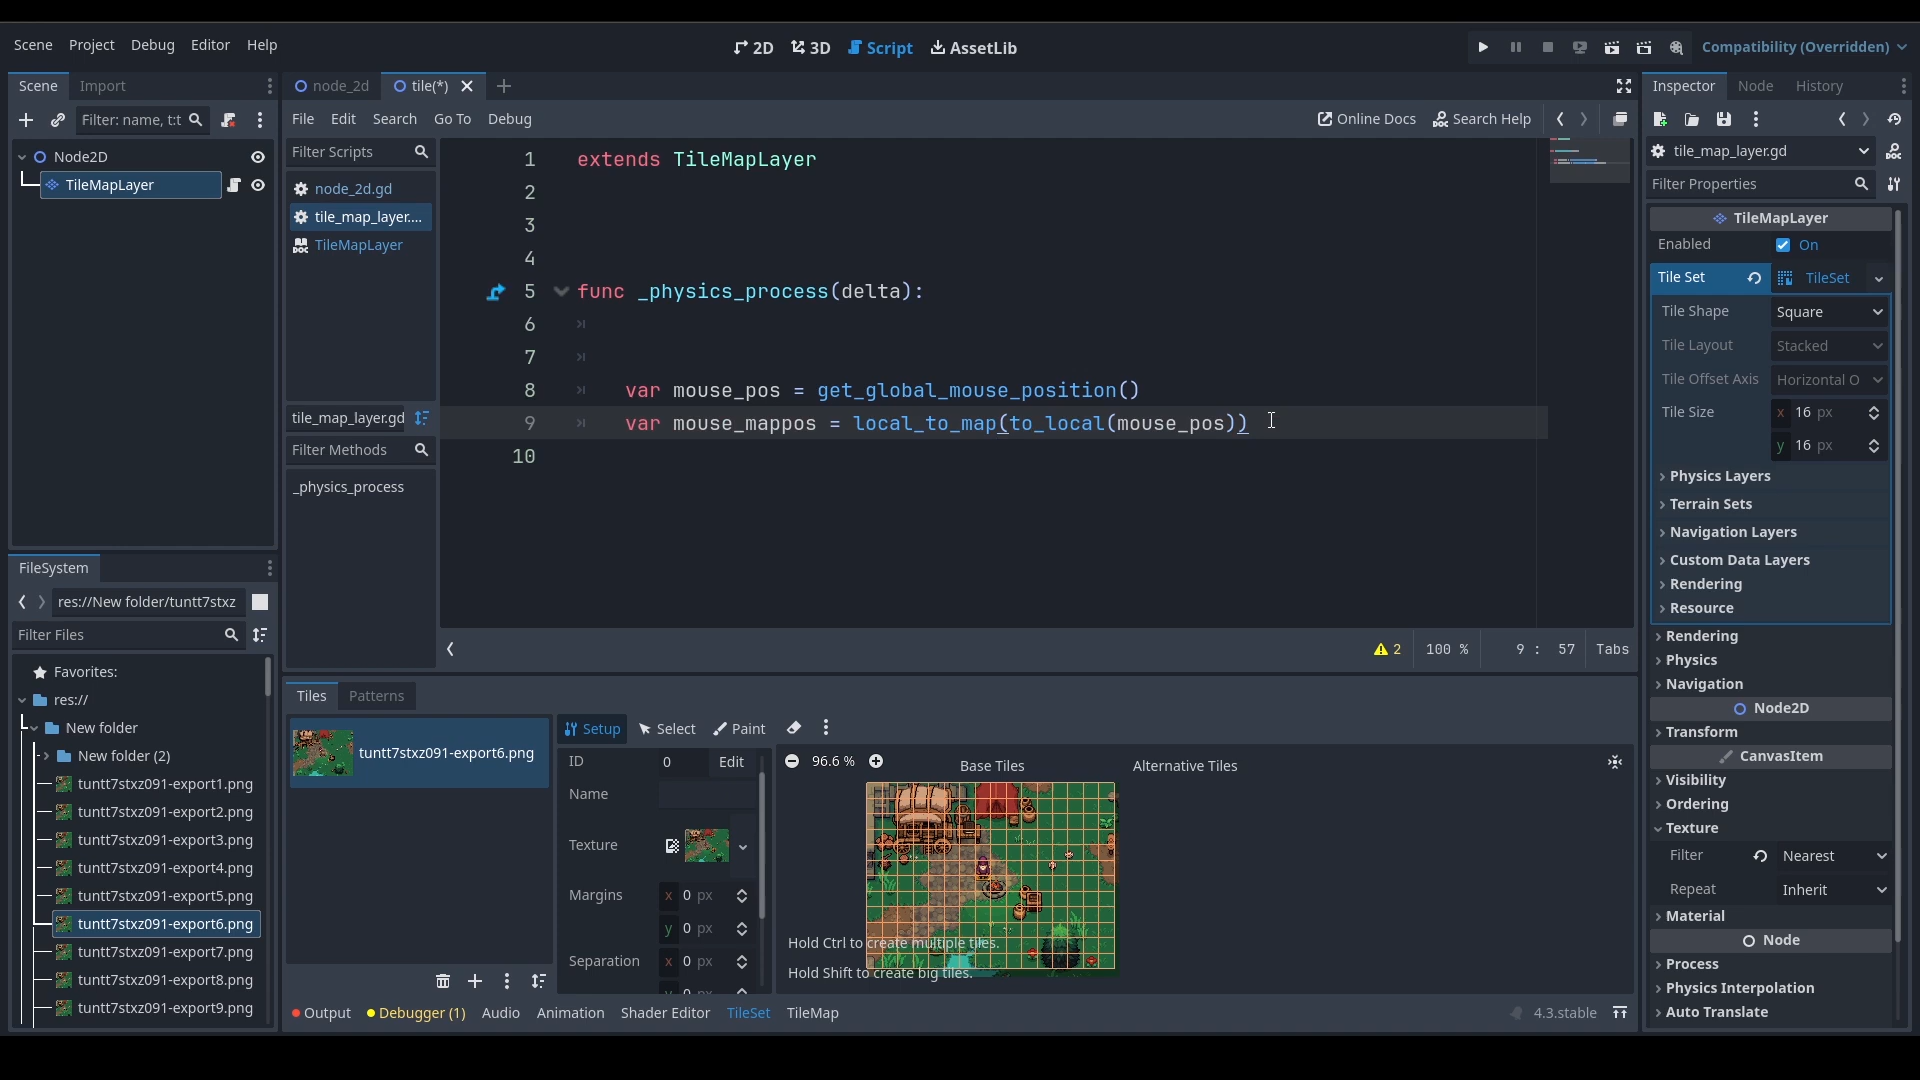 Scene Project Debug Editor Help
2D 3D Script AssetLib
Compatibility (Overridden)
Scene Import
Filter: name, t:t
Node2D
TileMapLayer
FileSystem
res://New folder/tuntt7stxz
Filter Files
Favorites:
res://
New folder
New folder (2)
tuntt7stxz091-export1.png
tuntt7stxz091-export2.png
tuntt7stxz091-export3.png
tuntt7stxz091-export4.png
tuntt7stxz091-export5.png
tuntt7stxz091-export6.png
tuntt7stxz091-export7.png
tuntt7stxz091-export8.png
tuntt7stxz091-export9.png
node_2d tile(*)
File Edit Search Go To Debug
Online Docs Search Help
Filter Scripts
node_2d.gd
tile_map_layer....
TileMapLayer
tile_map_layer.gd
Filter Methods
_physics_process
1 extends TileMapLayer
2
3
4
5 func _physics_process(delta):
6
7
8 var mouse_pos = get_global_mouse_position()
9 var mouse_mappos = local_to_map(to_local(mouse_pos))
10
2 100 % 9 : 57 Tabs
Tiles Patterns
tuntt7stxz091-export6.png
Setup Select Paint
ID 0 Edit
Name
Texture
Margins x 0 px
y 0 px
Separation x 0 px
y 0 px
96.6 %
Base Tiles Alternative Tiles
Hold Ctrl to create multiple tiles.
Hold Shift to create big tiles.
Output Debugger (1) Audio Animation Shader Editor TileSet TileMap
4.3.stable
Inspector Node History
tile_map_layer.gd
Filter Properties
TileMapLayer
Enabled On
Tile Set TileSet
Tile Shape Square
Tile Layout Stacked
Tile Offset Axis Horizontal O
Tile Size x 16 px
y 16 px
Physics Layers
Terrain Sets
Navigation Layers
Custom Data Layers
Rendering
Resource
Rendering
Physics
Navigation
Node2D
Transform
CanvasItem
Visibility
Ordering
Texture
Filter Nearest
Repeat Inherit
Material
Node
Process
Physics Interpolation
Auto Translate